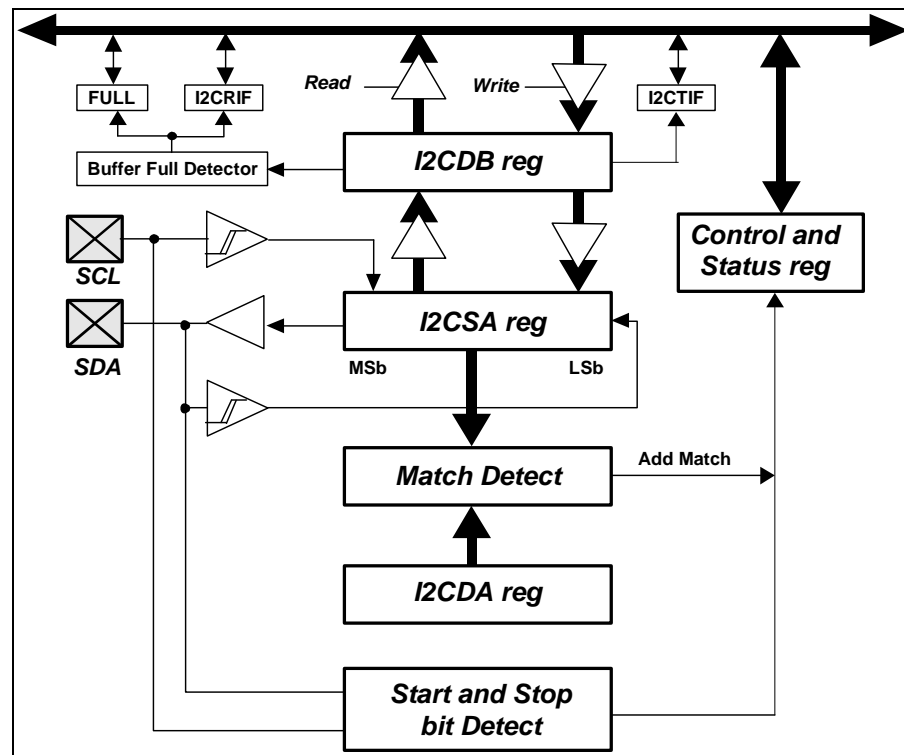 Read
Write
FULL
I2CRIF
I2CTIF
I2CDB reg
Buffer Full Detector
SCL
Control and
Status reg
I2CSA reg
SDA
MSb
LSb
Match Detect
Add Match
I2CDA reg
Start and Stop
bit Detect